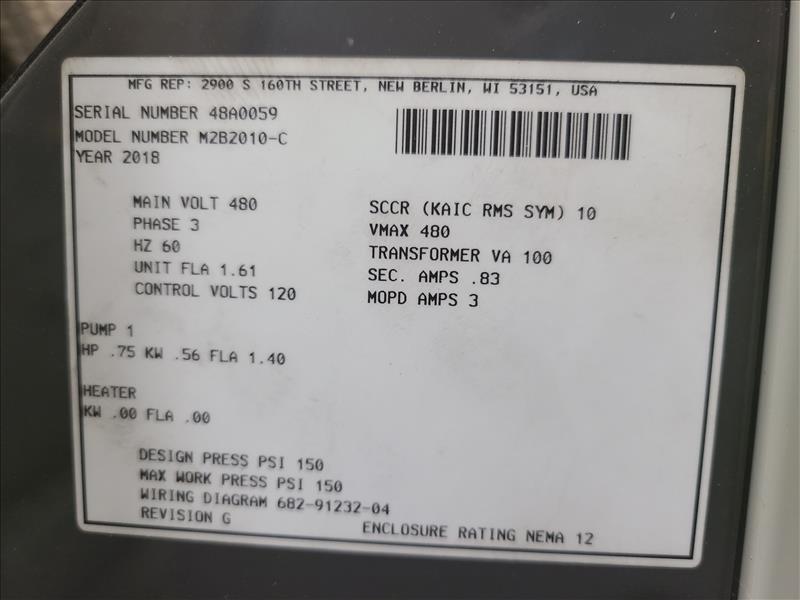 MFG REP: 2900 S 160TH STREET, NEW BERLIN, WI 53151, USA
SERIAL NUMBER 48A0059
MODEL NUMBER M2B2010-C
YEAR 2018
MAIN VOLT 480
PHASE 3
HZ 60
UNIT FLA 1.61
CONTROL VOLTS 120
SCCR (KAIC RMS SYM) 10
VMAX 480
TRANSFORMER VA 100
SEC. AMPS .83
MOPD AMPS 3
PUMP 1
HP .75 KW .56 FLA 1.40
HEATER
KW .00 FLA .00
DESIGN PRESS PSI 150
MAX WORK PRESS PSI 150
WIRING DIAGRAM 682-91232-04
REVISION G
ENCLOSURE RATING NEMA 12